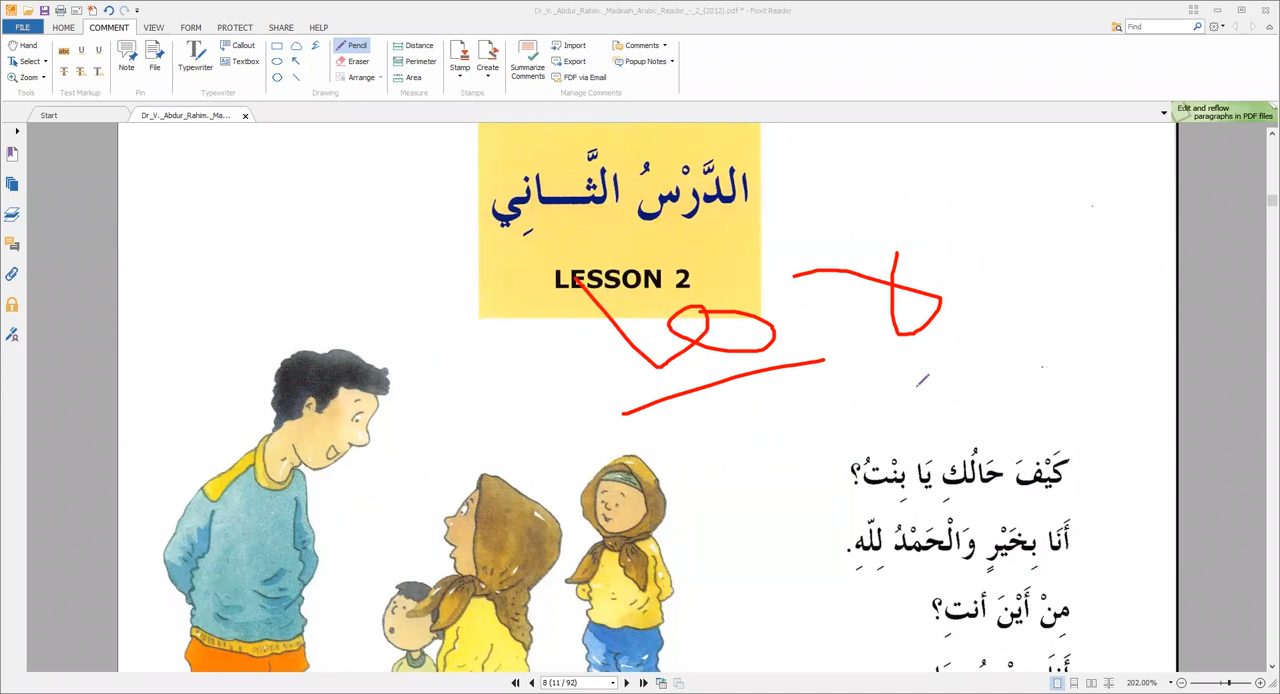 Dr_V._Abdur_Rahim._Madinah_Arabic_Reader_-_2_(2012).pdf * - Foxit Reader
FILE HOME COMMENT VIEW FORM PROTECT SHARE HELP
Find
Hand
Select
Zoom
Tools
Text Markup
Note
File
Pin
Typewriter
Callout
Textbox
Typewriter
Pencil
Eraser
Arrange
Drawing
Distance
Perimeter
Area
Measure
Stamp
Create
Stamps
Summarize Comments
Import
Export
FDF via Email
Comments
Popup Notes
Manage Comments
Start
Dr_V._Abdur_Rahim._Ma...
Edit and reflow
paragraphs in PDF files
الدَّرْسُ الثَّـــانِي
LESSON 2
كَيْفَ حَالُكِ يَا بِنْتُ؟
أَنَا بِخَيْرٍ وَالْحَمْدُ لِلّهِ.
مِنْ أَيْنَ أنتِ؟
8 (11 / 92)
202.00%